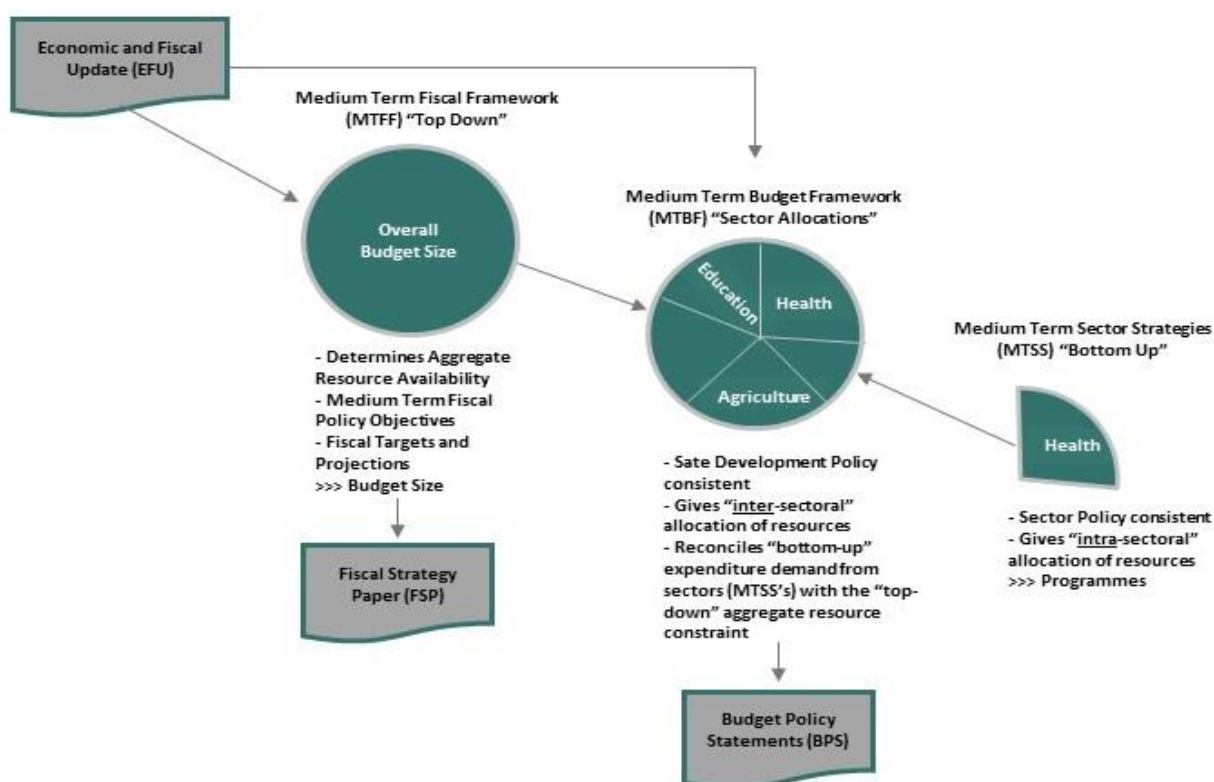 Economic and Fiscal
Update (EFU)
Medium Term Fiscal Framework
(MTFF) “Top Down”
Overall
Budget Size
- Determines Aggregate
Resource Availability
- Medium Term Fiscal
Policy Objectives
- Fiscal Targets and
Projections
>>> Budget Size
Fiscal Strategy
Paper (FSP)
Medium Term Budget Framework
(MTBF) “Sector Allocations”
Education
Health
Agriculture
- Sate Development Policy
consistent
- Gives “inter-sectoral”
allocation of resources
- Reconciles “bottom-up”
expenditure demand from
sectors (MTSS’s) with the “top-
down” aggregate resource
constraint
Budget Policy
Statements (BPS)
Medium Term Sector Strategies
(MTSS) “Bottom Up”
Health
- Sector Policy consistent
- Gives “intra-sectoral”
allocation of resources
>>> Programmes